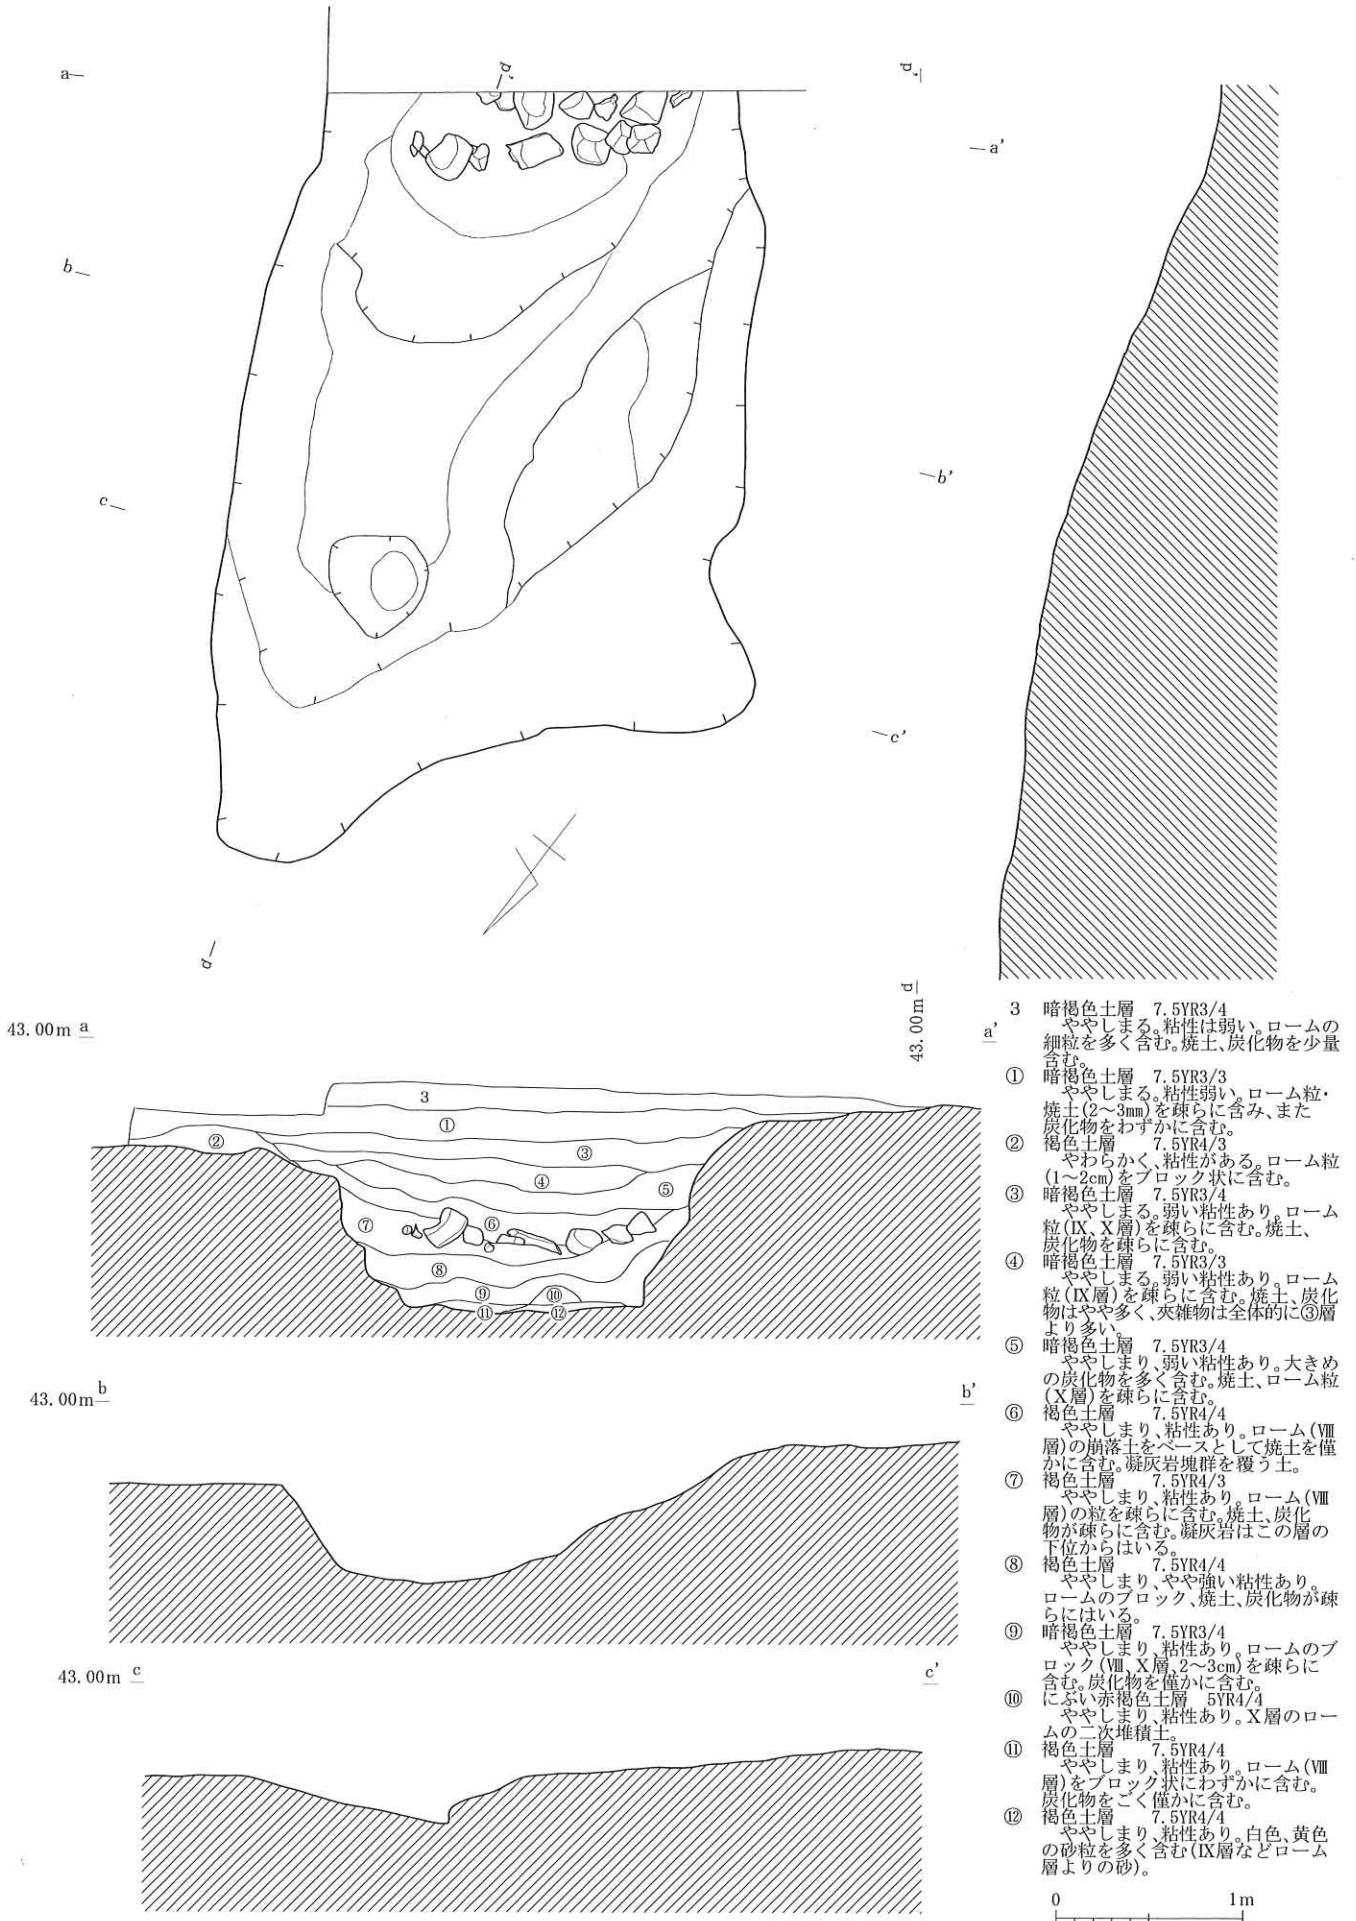 a
d'
d'
a'
b
b'
c
c'
d
d
43.00m a
43.00m
a'
3
①
②
③
④
⑤
⑥
⑦
⑧
⑨
⑩
⑪
⑫
43.00m b
b'
43.00m c
c'
3 暗褐色土層 7.5YR3/4
ややしまる。粘性は弱い。ロームの
細粒を多く含む。焼土、炭化物を少量
含む。
① 暗褐色土層 7.5YR3/3
ややしまる。粘性弱い。ローム粒・
焼土(2〜3㎜)を疎らに含み、また
炭化物をわずかに含む。
② 褐色土層 7.5YR4/3
やわらかく、粘性がある。ローム粒
(1〜2㎝)をブロック状に含む。
③ 暗褐色土層 7.5YR3/4
ややしまる。弱い粘性あり。ローム
粒(Ⅸ、Ⅹ層)を疎らに含む。焼土、
炭化物を疎らに含む。
④ 暗褐色土層 7.5YR3/3
ややしまる。弱い粘性あり。ローム
粒(Ⅸ層)を疎らに含む。焼土、炭化
物はやや多く、夾雑物は全体的に③層
より多い。
⑤ 暗褐色土層 7.5YR3/4
ややしまり、弱い粘性あり。大きめ
の炭化物を多く含む。焼土、ローム粒
(Ⅹ層)を疎らに含む。
⑥ 褐色土層 7.5YR4/4
ややしまり、粘性あり。ローム(Ⅷ
層)の崩落土をベースとして焼土を僅
かに含む。凝灰岩塊群を覆う土。
⑦ 褐色土層 7.5YR4/3
ややしまり、粘性あり。ローム(Ⅷ
層)の粒を疎らに含む。焼土、炭化
物が疎らに含む。凝灰岩はこの層の
下位からはいる。
⑧ 褐色土層 7.5YR4/4
ややしまり、やや強い粘性あり。
ロームのブロック、焼土、炭化物が疎
らにはいる。
⑨ 暗褐色土層 7.5YR3/4
ややしまり、粘性あり。ロームのブ
ロック(Ⅷ、Ⅹ層、2〜3㎝)を疎らに
含む。炭化物を僅かに含む。
⑩ にぶい赤褐色土層 5YR4/4
ややしまり、粘性あり。Ⅹ層のロー
ムの二次堆積土。
⑪ 褐色土層 7.5YR4/4
ややしまり、粘性あり。ローム(Ⅷ
層)をブロック状にわずかに含む。
炭化物をごく僅かに含む。
⑫ 褐色土層 7.5YR4/4
ややしまり、粘性あり。白色、黄色
の砂粒を多く含む(Ⅸ層などローム
層よりの砂)。
0 1m